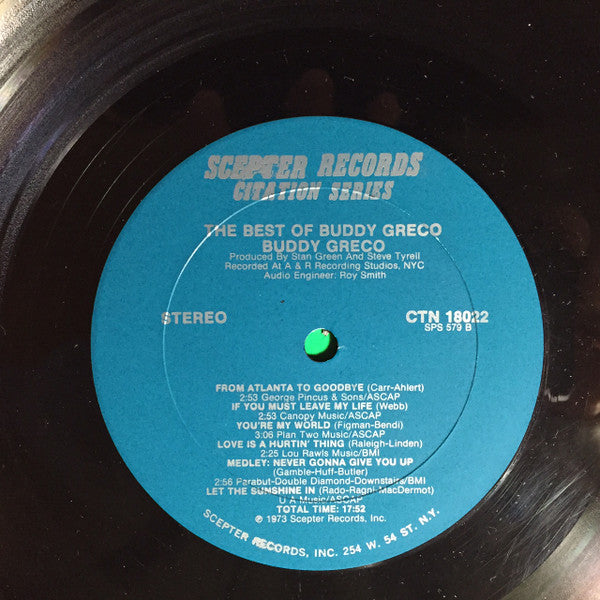 SCEPTER RECORDS
CITATION SERIES
THE BEST OF BUDDY GRECO
BUDDY GRECO
Produced By Stan Green And Steve Tyrell
Recorded At A & R Recording Studios, NYC
Audio Engineer: Roy Smith
STEREO
CTN 18022
SPS 579 B
FROM ATLANTA TO GOODBYE (Carr-Ahlert)
2:53 George Pincus & Sons/ASCAP
IF YOU MUST LEAVE MY LIFE (Webb)
2:53 Canopy Music/ASCAP
YOU'RE MY WORLD (Figman-Bendi)
3:06 Plan Two Music/ASCAP
LOVE IS A HURTIN' THING (Raleigh-Linden)
2:25 Lou Rawls Music/BMI
MEDLEY: NEVER GONNA GIVE YOU UP
(Gamble-Huff-Butler)
2:56 Parabut-Double Diamond-Downstairs/BMI
LET THE SUNSHINE IN (Rado-Ragni-MacDermot)
U A Music/ASCAP
TOTAL TIME: 17:52
℗ 1973 Scepter Records, Inc.
SCEPTER RECORDS, INC. 254 W. 54 ST. N.Y.